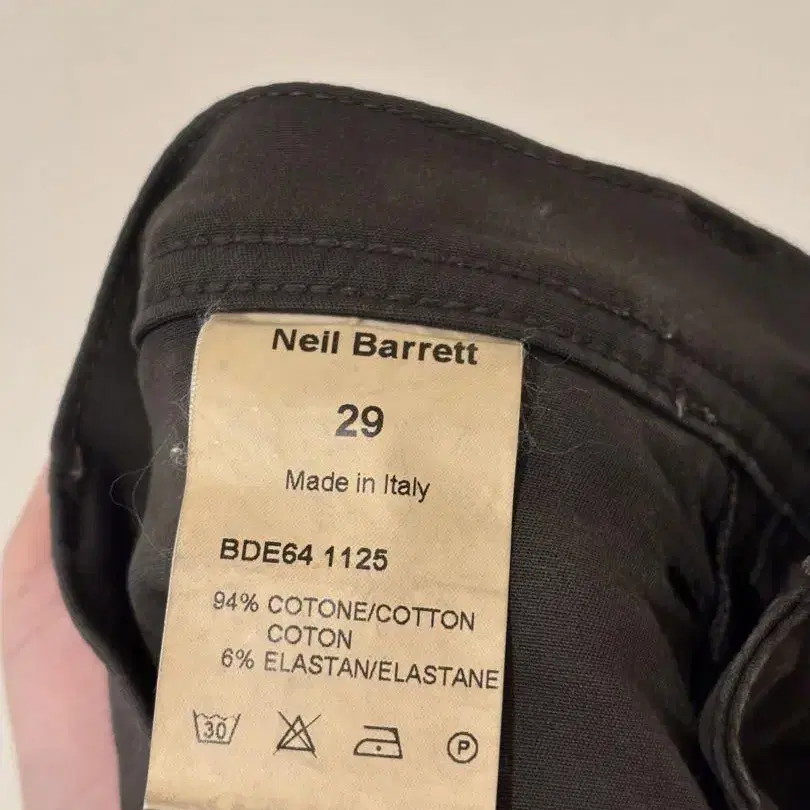 Neil Barrett
29
Made in Italy
BDE64 1125
94% COTONE/COTTON
COTON
6% ELASTAN/ELASTANE
30
P